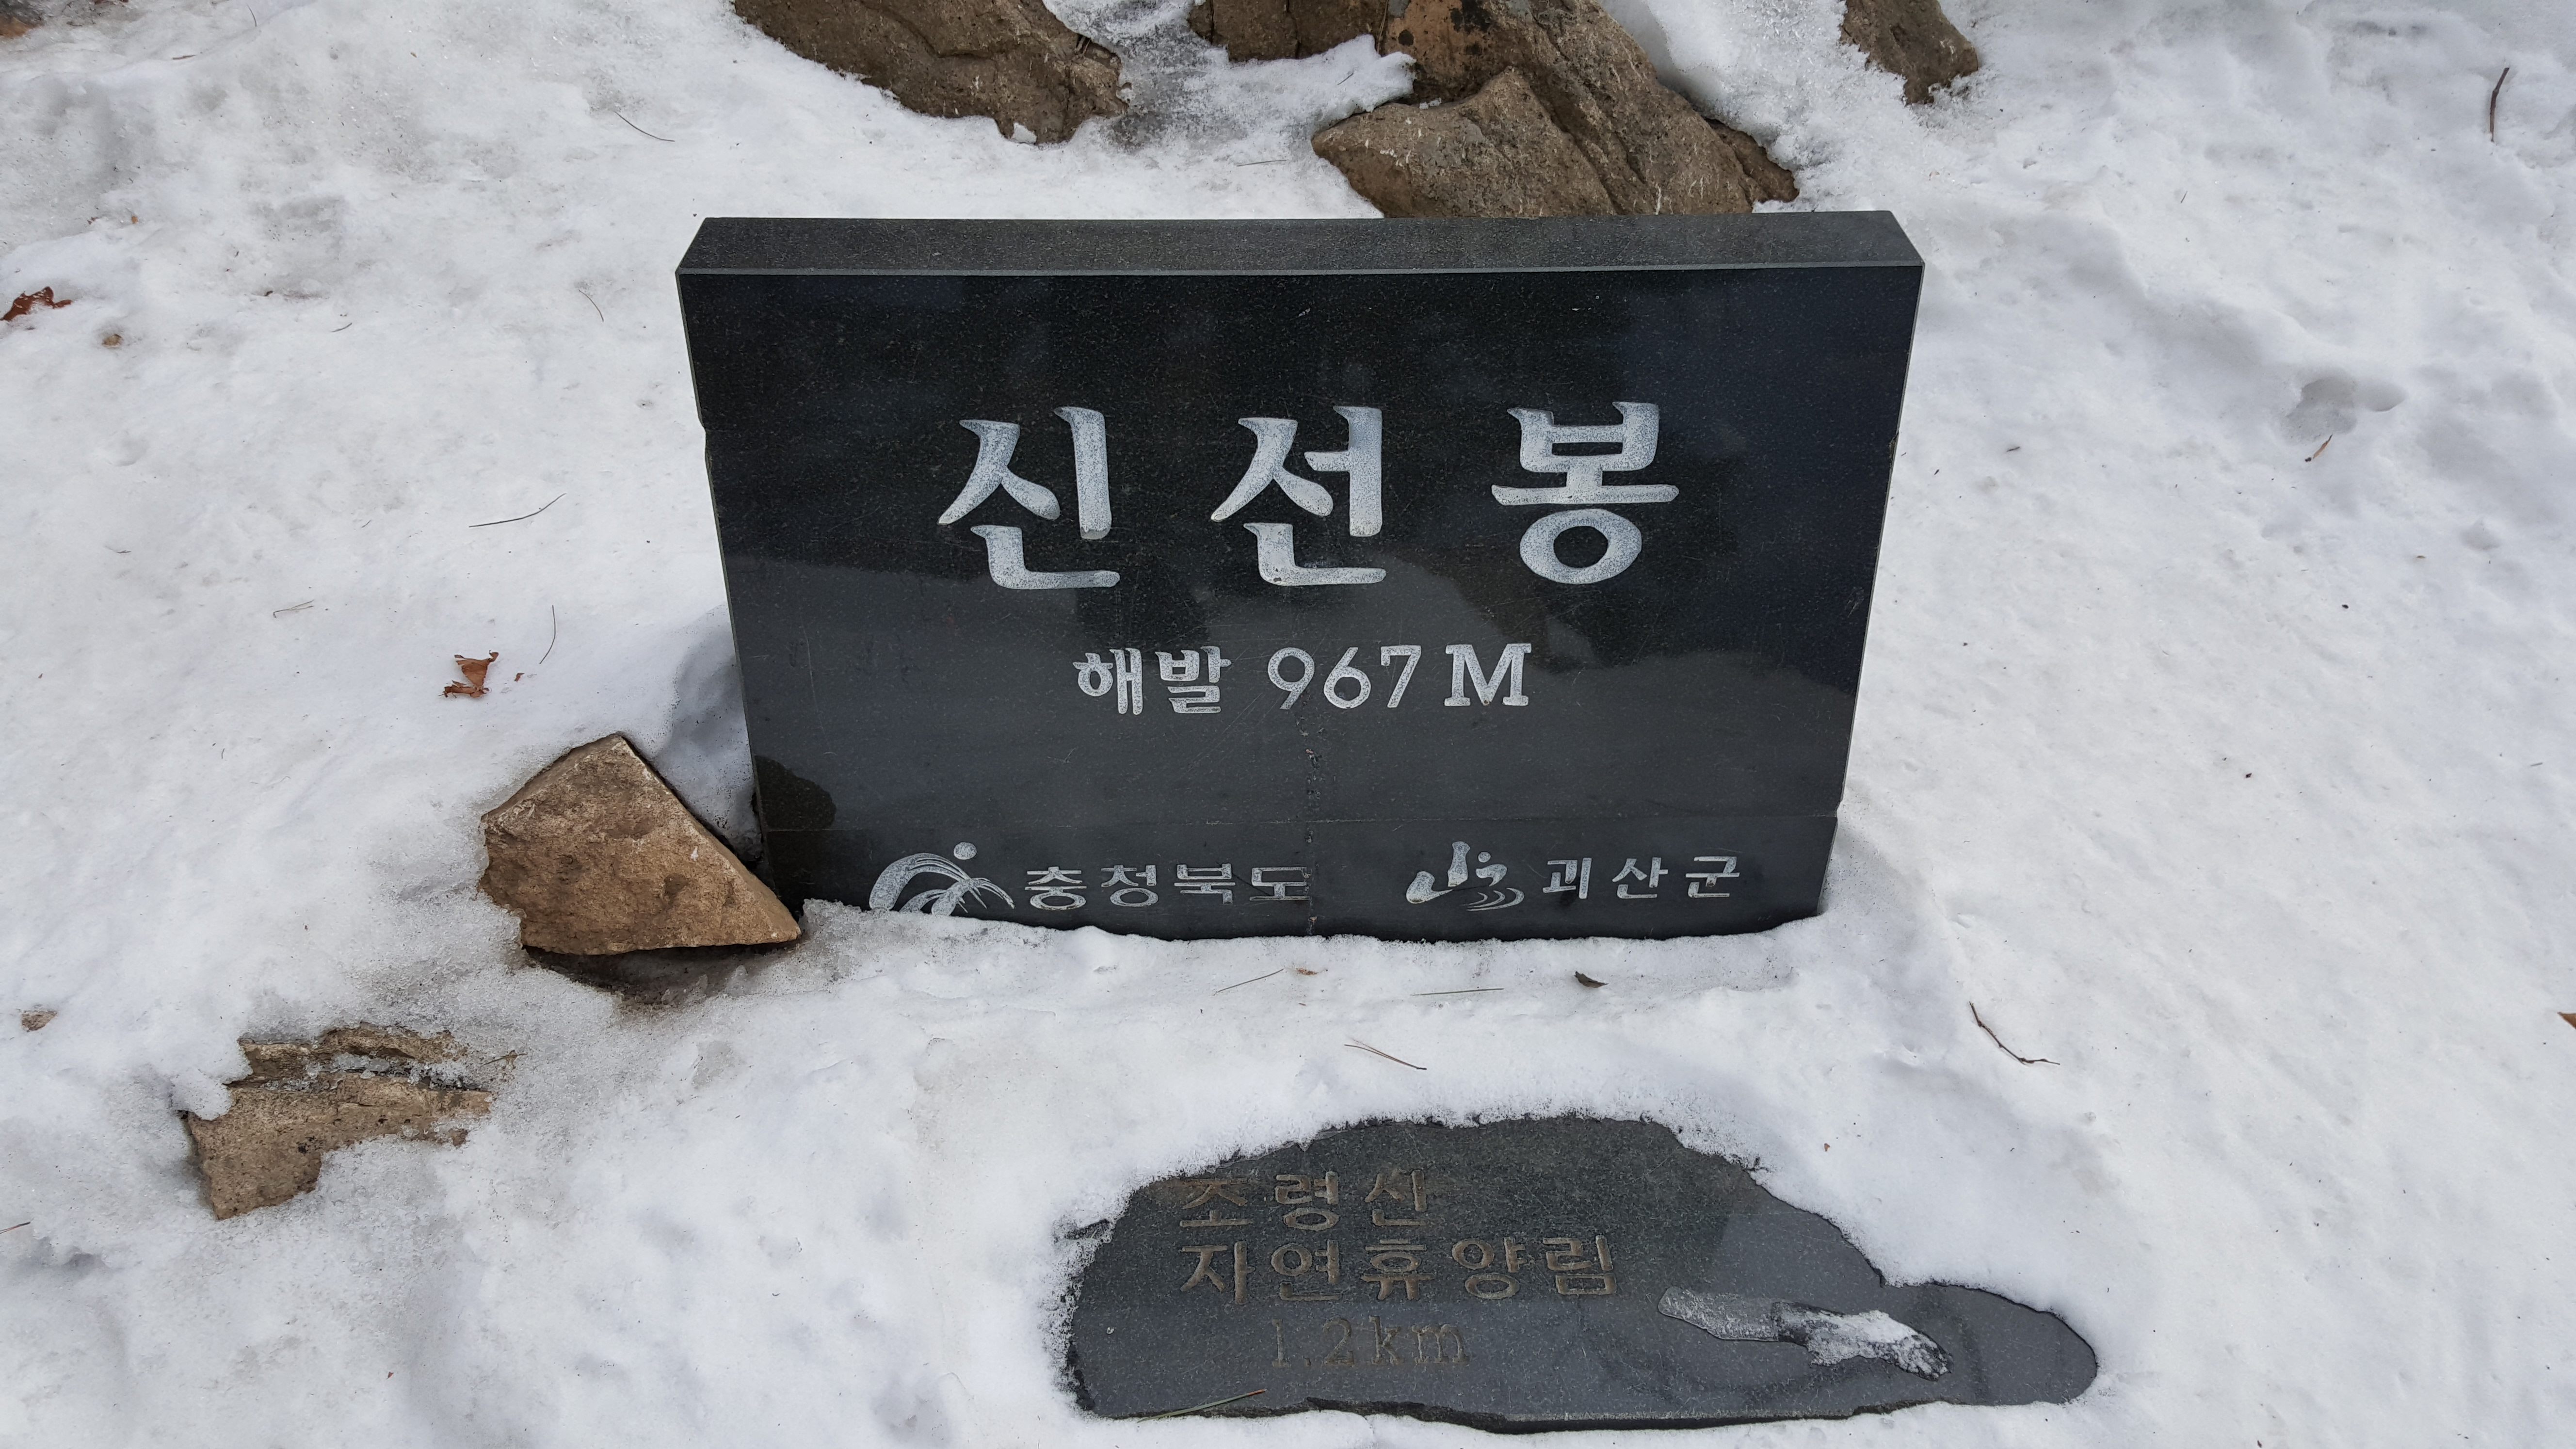 신선봉
해발 967M
충청북도 괴산군
조령산
자연휴양림
1.2km